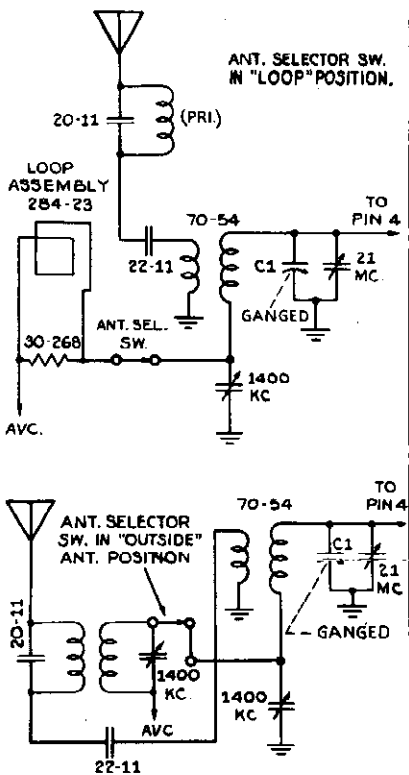 ANT. SELECTOR SW.
IN "LOOP" POSITION.
20-11
(PRI.)
LOOP
ASSEMBLY
284-23
70-54
TO
PIN 4
22-11
C1
21
MC.
GANGED
30-268
ANT. SEL.
SW.
1400
KC
AVC.
TO
PIN 4
70-54
ANT. SELECTOR
SW. IN "OUTSIDE"
ANT. POSITION
C1
21
MC
20-11
GANGED
1400
KC
1400
KC
AVC
22-11